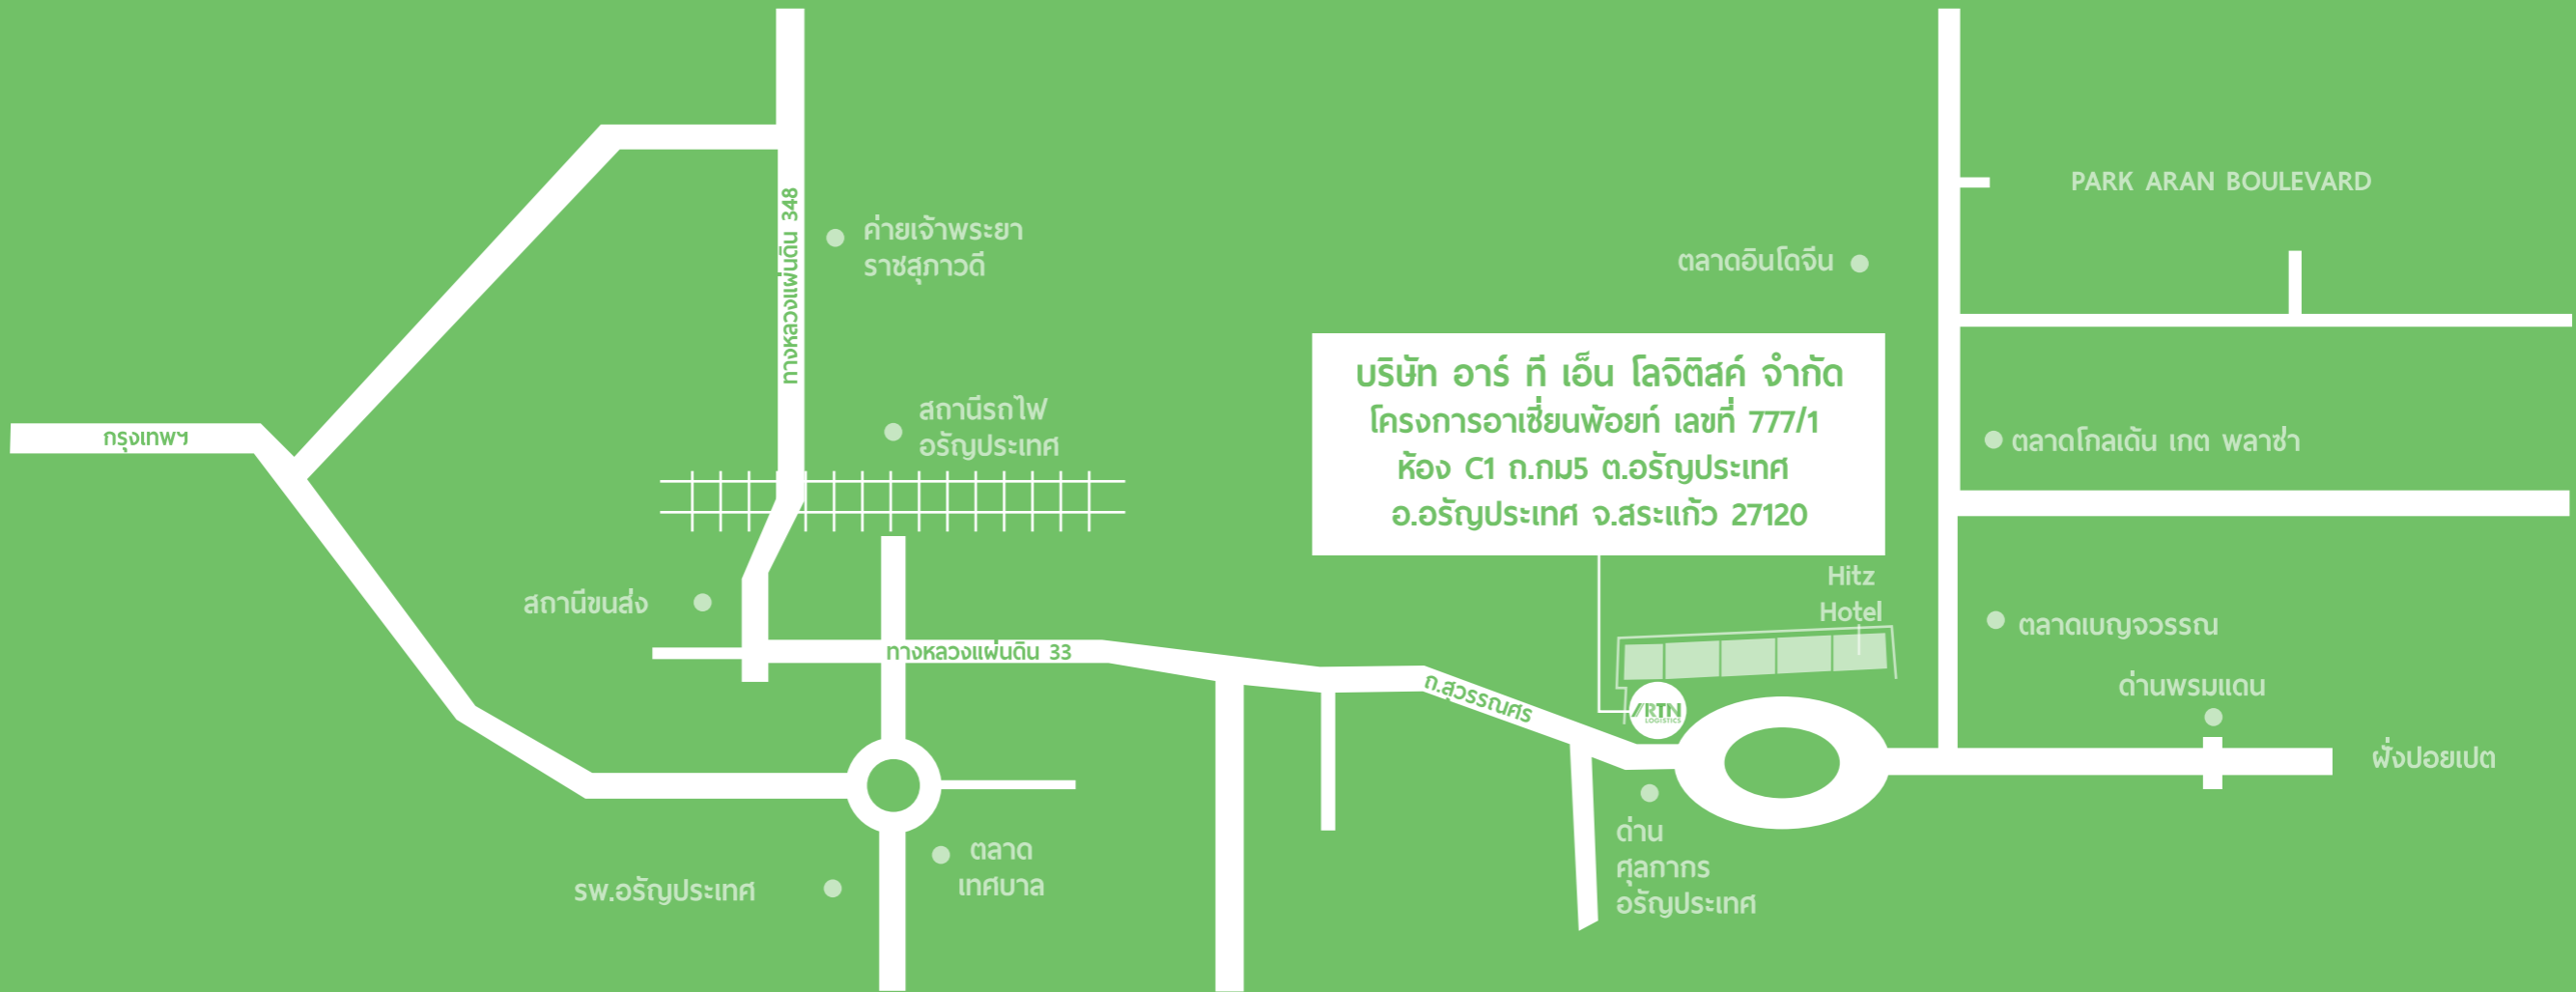 PARK ARAN BOULEVARD
ทางหลวงแผ่นดิน 348
ค่ายเจ้าพระยา
ราชสุภาวดี
ตลาดอินโดจีน
บริษัท อาร์ ที เอ็น โลจิติสค์ จำกัด
โครงการอาเซี่ยนพ้อยท์ เลขที่ 777/1
ห้อง C1 ถ.กม5 ต.อรัญประเทศ
อ.อรัญประเทศ จ.สระแก้ว 27120
กรุงเทพฯ
สถานีรถไฟ
อรัญประเทศ
ตลาดโกลเด้น เกต พลาซ่า
Hitz
Hotel
สถานีขนส่ง
ตลาดเบญจวรรณ
ทางหลวงแผ่นดิน 33
ถ.สุวรรณศร
RTN
LOGISTICS
ด่านพรมแดน
ฝั่งปอยเปต
ด่าน
ศุลกากร
อรัญประเทศ
ตลาด
เทศบาล
รพ.อรัญประเทศ